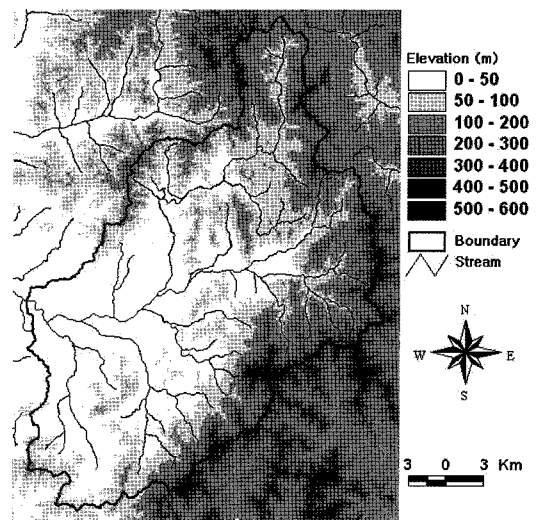 Elevation (m)
0 - 50
50 - 100
100 - 200
200 - 300
300 - 400
400 - 500
500 - 600
Boundary
Stream
N
W E
S
3 0 3 Km